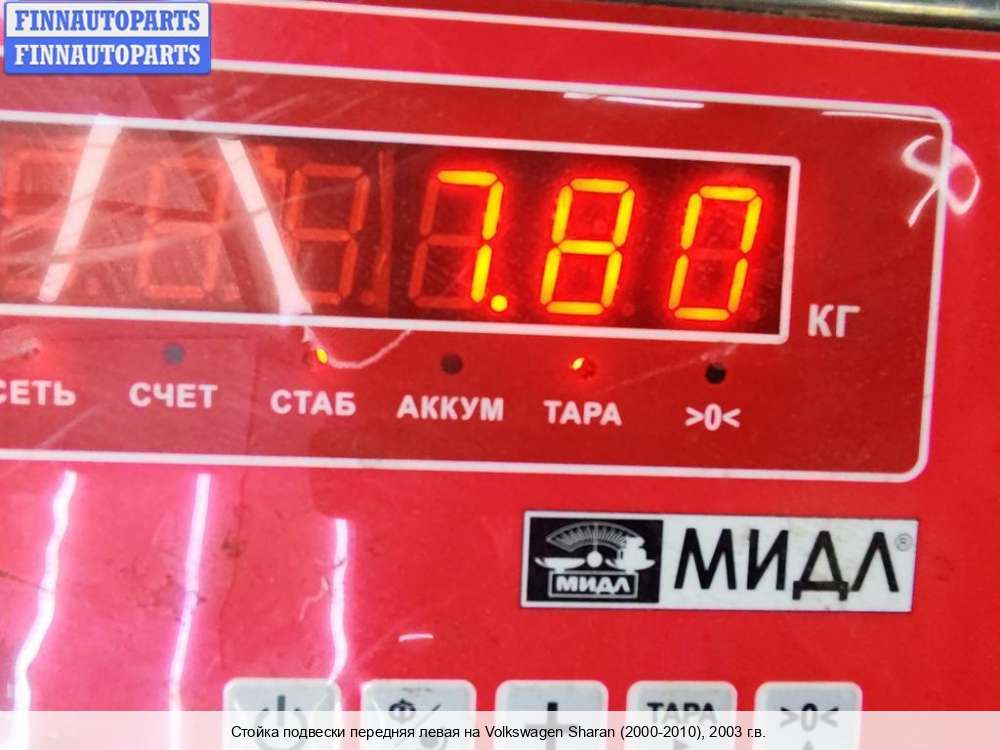 FINNAUTOPARTS
FINNAUTOPARTS
7.80
КГ
СЕТЬ СЧЕТ СТАБ АККУМ ТАРА >0<
МИДЛ МИДЛ®
Ф/ + ТАРА >0<
Стойка подвески передняя левая на Volkswagen Sharan (2000-2010), 2003 г.в.